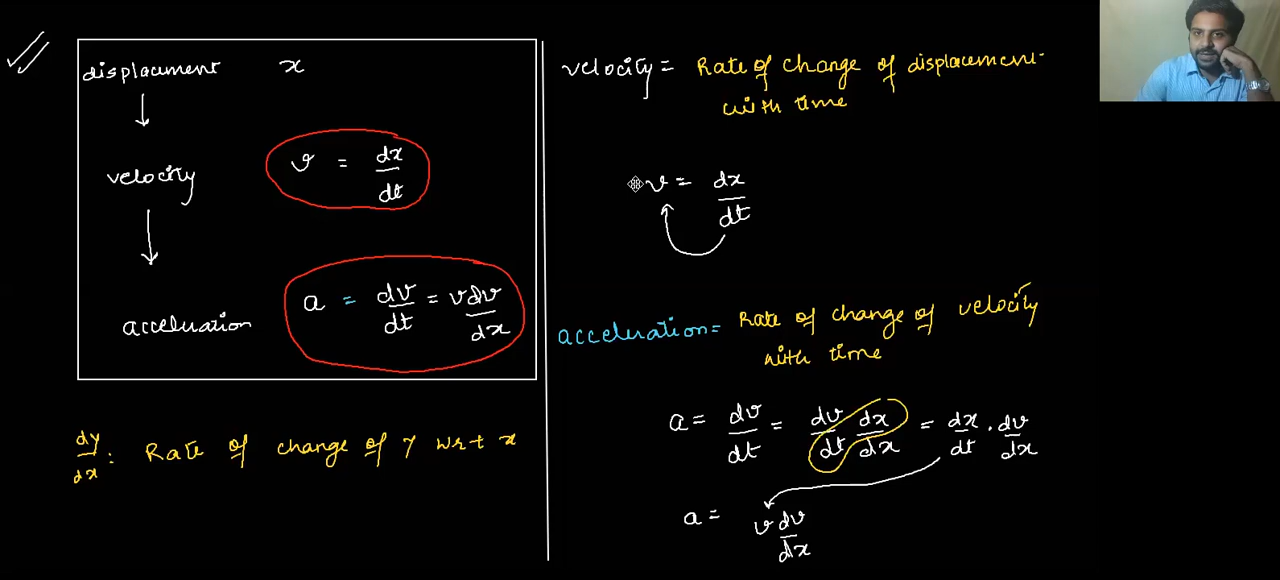 displacement x
velocity v = dx/dt
acceleration a = dv/dt = v dv/dx
dy/dx : Rate of change of y wrt x
velocity = Rate of change of displacement
with time
v = dx/dt
acceleration = Rate of change of velocity
with time
a = dv/dt = dv/dt dx/dx = dx/dt . dv/dx
a = v dv/dx